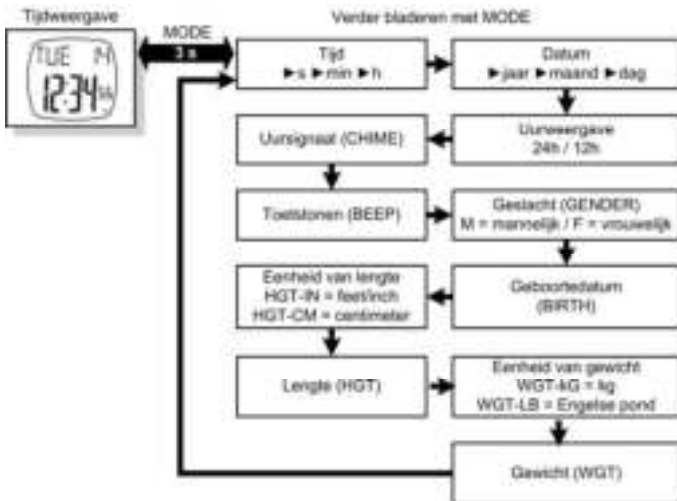 Tijdweergave
Verder bladeren met MODE
MODE
3 s
TUE 14
12:34
Tijd
►s ►min ►h
Datum
►jaar ►maand ►dag
Uursignaal (CHIME)
Uurweergave
24h / 12h
Toetstonen (BEEP)
Geslacht (GENDER)
M = mannelijk / F = vrouwelijk
Eenheid van lengte
HGT-IN = feet/inch
HGT-CM = centimeter
Geboortedatum
(BIRTH)
Lengte (HGT)
Eenheid van gewicht
WGT-kG = kg
WGT-LB = Engelse pond
Gewicht (WGT)